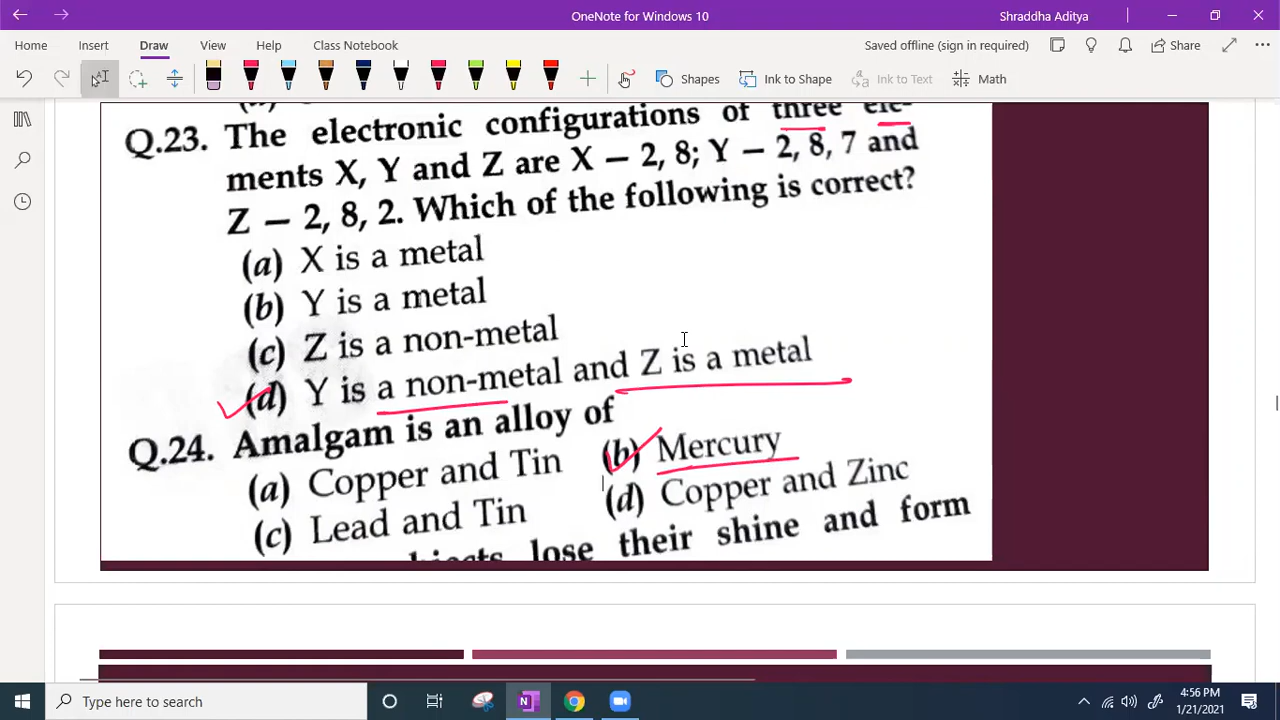 OneNote for Windows 10
Shraddha Aditya
Home Insert Draw View Help Class Notebook
Saved offline (sign in required) Share
Shapes Ink to Shape Ink to Text Math
Q.23. The electronic configurations of three ele-
ments X, Y and Z are X – 2, 8; Y – 2, 8, 7 and
Z – 2, 8, 2. Which of the following is correct?
(a) X is a metal
(b) Y is a metal
(c) Z is a non-metal
(d) Y is a non-metal and Z is a metal
Q.24. Amalgam is an alloy of
(a) Copper and Tin (b) Mercury
(c) Lead and Tin (d) Copper and Zinc
lose their shine and form
Type here to search
4:56 PM
1/21/2021